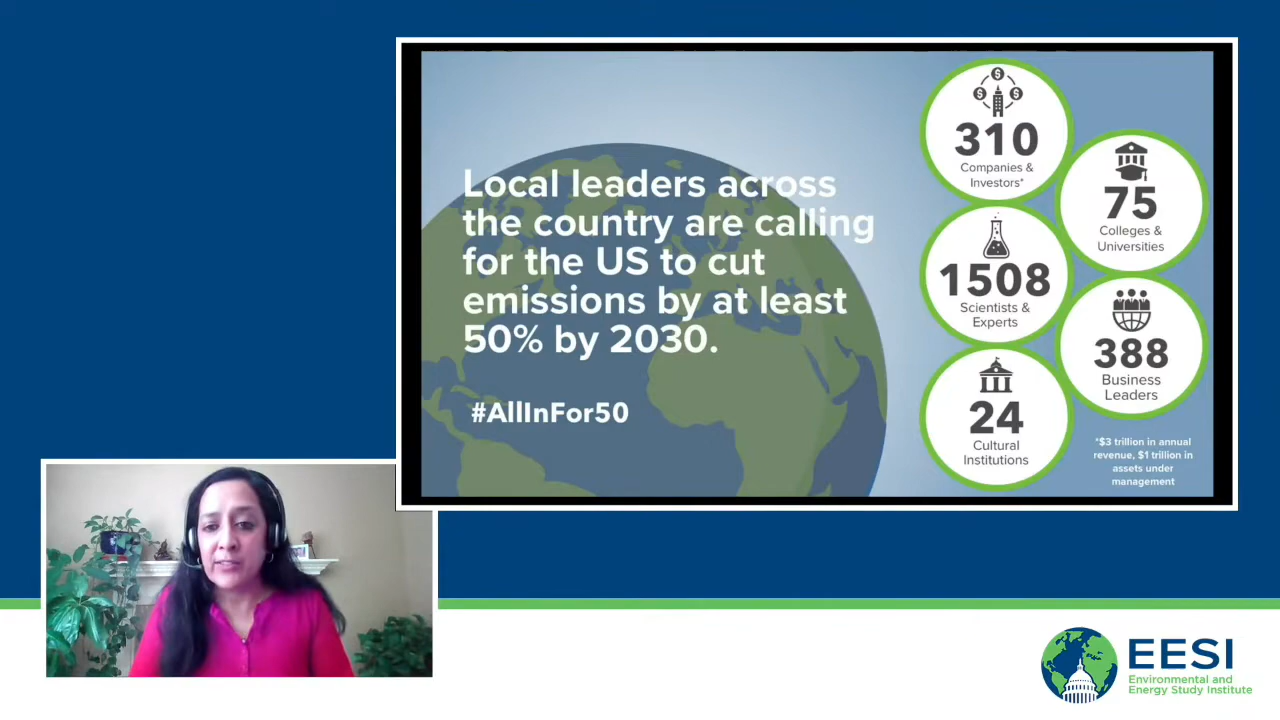 Local leaders across
the country are calling
for the US to cut
emissions by at least
50% by 2030.
#AllInFor50
310
Companies &
Investors*
75
Colleges &
Universities
1508
Scientists &
Experts
388
Business
Leaders
24
Cultural
Institutions
*$3 trillion in annual
revenue, $1 trillion in
assets under
management
EESI
Environmental and
Energy Study Institute